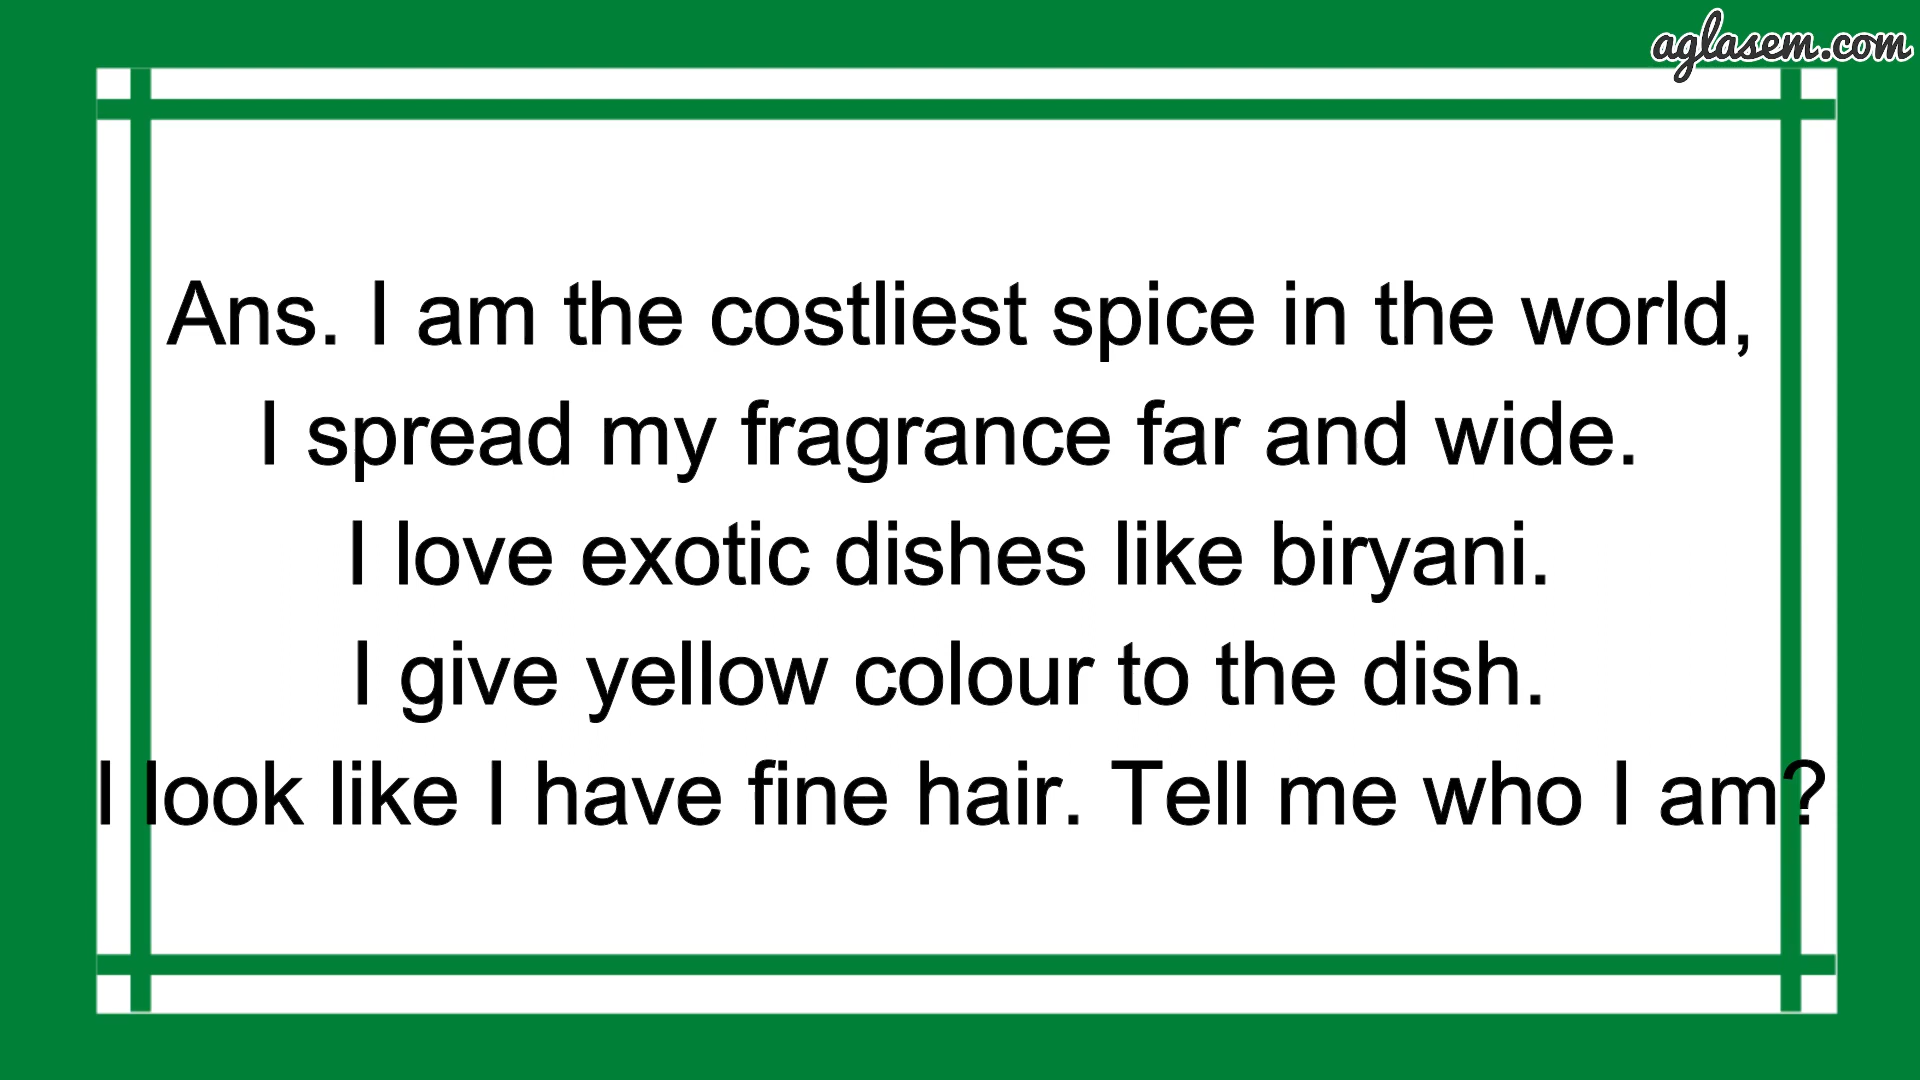 aglasem.com
Ans. I am the costliest spice in the world,
I spread my fragrance far and wide.
I love exotic dishes like biryani.
I give yellow colour to the dish.
I look like I have fine hair. Tell me who I am?